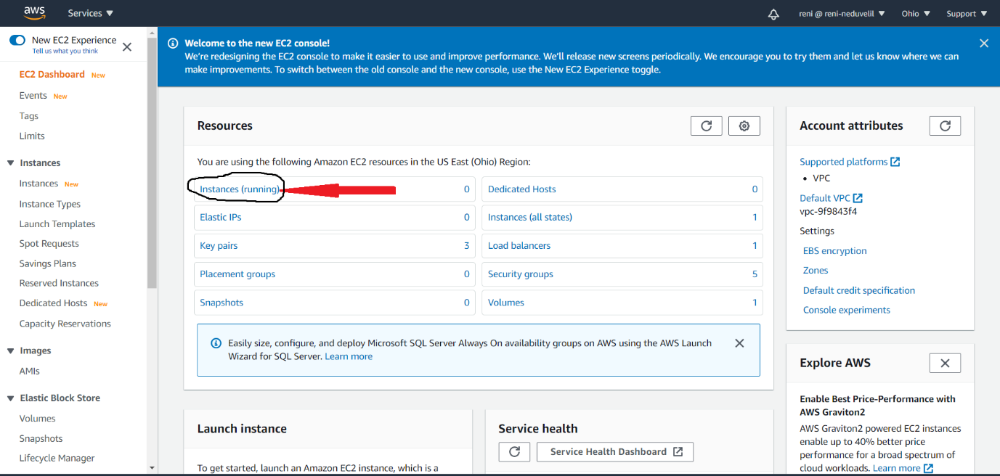 aws
Services
reni @ reni-neduvelil
Ohio
Support
New EC2 Experience
Tell us what you think
EC2 Dashboard New
Events New
Tags
Limits
Instances
Instances New
Instance Types
Launch Templates
Spot Requests
Savings Plans
Reserved Instances
Dedicated Hosts New
Capacity Reservations
Images
AMIs
Elastic Block Store
Volumes
Snapshots
Lifecycle Manager
Welcome to the new EC2 console!
We're redesigning the EC2 console to make it easier to use and improve performance. We'll release new screens periodically. We encourage you to try them and let us know where we can
make improvements. To switch between the old console and the new console, use the New EC2 Experience toggle.
Resources
You are using the following Amazon EC2 resources in the US East (Ohio) Region:
Instances (running) 0
Dedicated Hosts 0
Elastic IPs 0
Instances (all states) 1
Key pairs 3
Load balancers 1
Placement groups 0
Security groups 5
Snapshots 0
Volumes 1
Easily size, configure, and deploy Microsoft SQL Server Always On availability groups on AWS using the AWS Launch
Wizard for SQL Server. Learn more
Launch instance
To get started, launch an Amazon EC2 instance, which is a
Service health
Service Health Dashboard
Account attributes
Supported platforms
• VPC
Default VPC
vpc-9f9843f4
Settings
EBS encryption
Zones
Default credit specification
Console experiments
Explore AWS
Enable Best Price-Performance with
AWS Graviton2
AWS Graviton2 powered EC2 instances
enable up to 40% better price
performance for a broad spectrum of
cloud workloads. Learn more